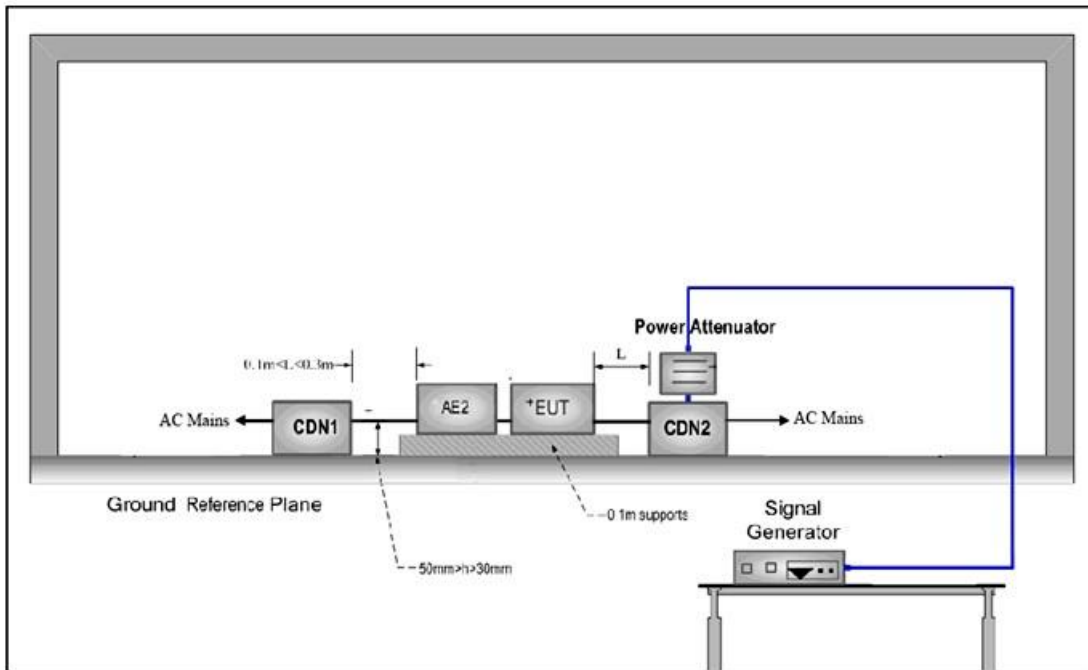 Power Attenuator
0.1m<L<0.3m
L
AE2
+EUT
AC Mains
CDN1
CDN2
AC Mains
Ground Reference Plane
0.1m supports
Signal
Generator
50mm>h>30mm